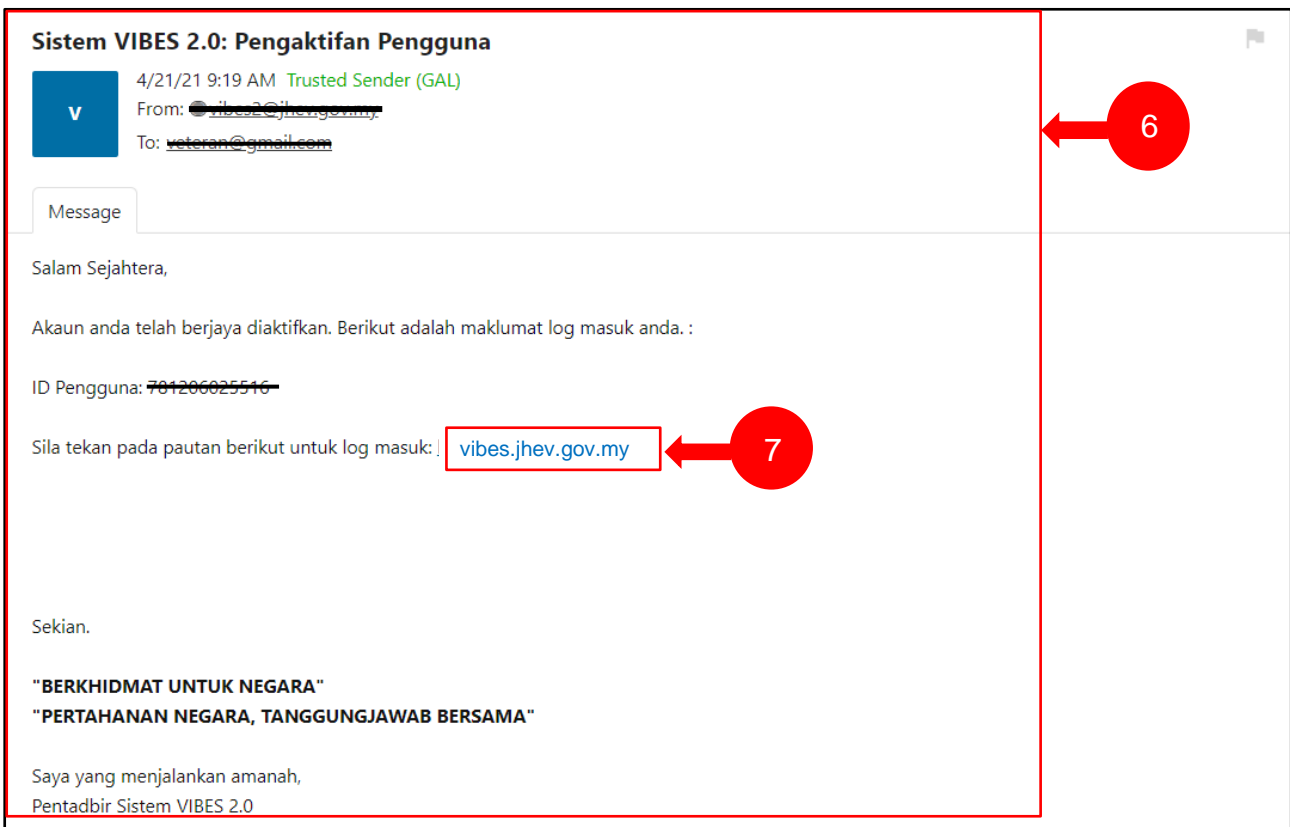 Sistem VIBES 2.0: Pengaktifan Pengguna
4/21/21 9:19 AM Trusted Sender (GAL)
v
From:
To:
6
Message
Salam Sejahtera,
Akaun anda telah berjaya diaktifkan. Berikut adalah maklumat log masuk anda. :
ID Pengguna:
Sila tekan pada pautan berikut untuk log masuk: vibes.jhev.gov.my
7
Sekian.
"BERKHIDMAT UNTUK NEGARA"
"PERTAHANAN NEGARA, TANGGUNGJAWAB BERSAMA"
Saya yang menjalankan amanah,
Pentadbir Sistem VIBES 2.0